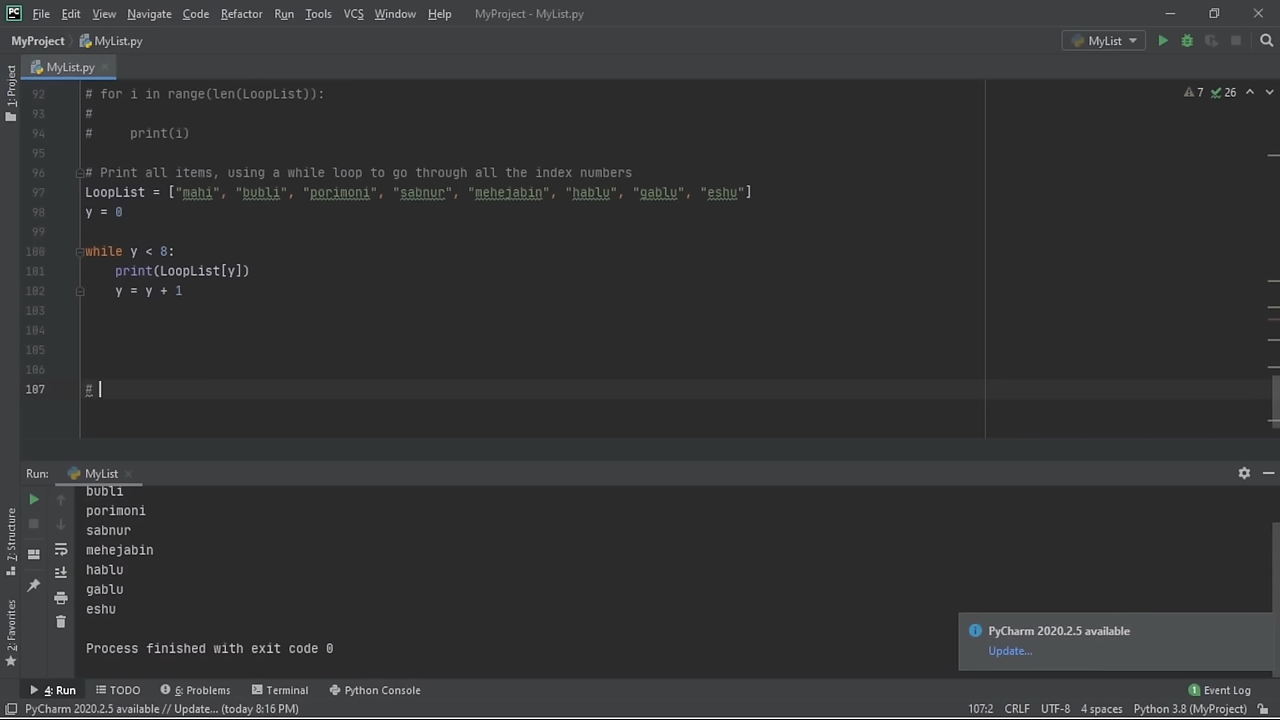 File Edit View Navigate Code Refactor Run Tools VCS Window Help MyProject - MyList.py
MyProject MyList.py MyList
1: Project MyList.py
92 # for i in range(len(LoopList)): 7 26
93 #
94 #     print(i)
95
96 # Print all items, using a while loop to go through all the index numbers
97 LoopList = ["mahi", "bubli", "porimoni", "sabnur", "mehejabin", "hablu", "gablu", "eshu"]
98 y = 0
99
100 while y < 8:
101     print(LoopList[y])
102     y = y + 1
103
104
105
106
107 #
Run: MyList
bubli
porimoni
sabnur
mehejabin
hablu
gablu
eshu
Process finished with exit code 0
7: Structure
2: Favorites
PyCharm 2020.2.5 available
Update...
4: Run TODO 6: Problems Terminal Python Console Event Log
PyCharm 2020.2.5 available // Update... (today 8:16 PM) 107:2 CRLF UTF-8 4 spaces Python 3.8 (MyProject)